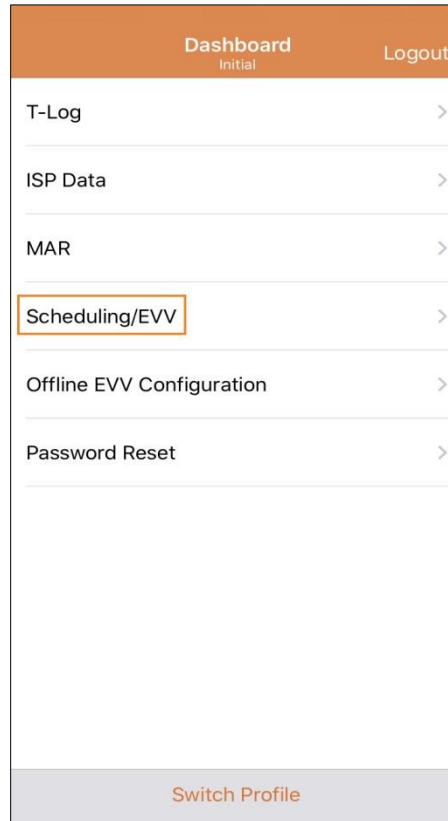 Dashboard
Initial
Logout
T-Log
ISP Data
MAR
Scheduling/EVV
Offline EVV Configuration
Password Reset
Switch Profile